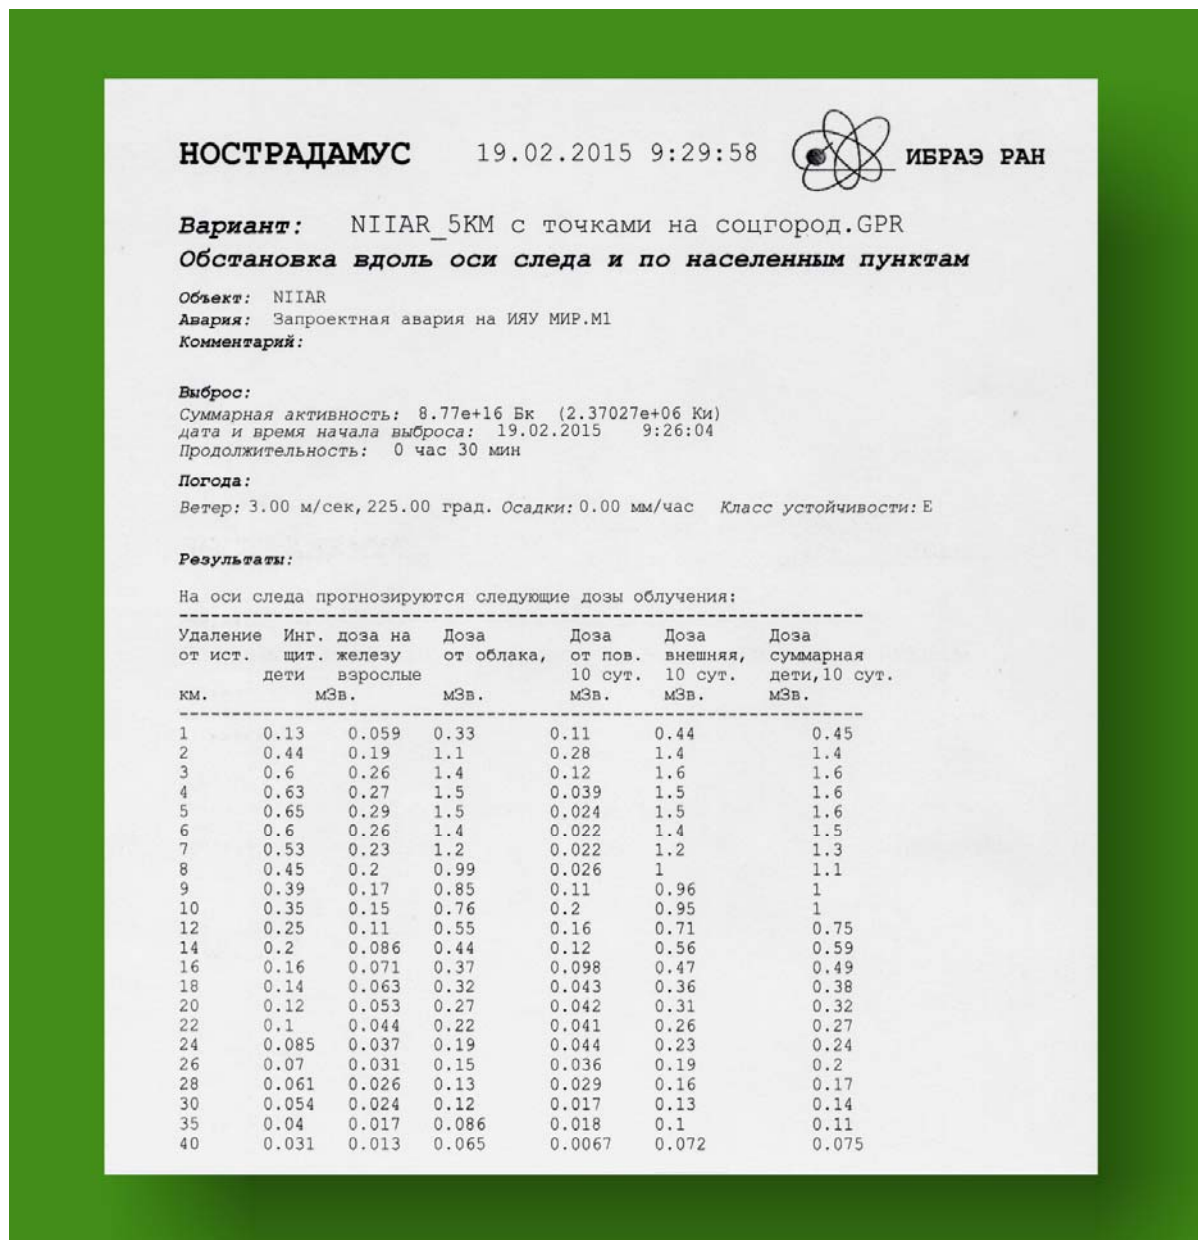 НОСТРАДАМУС 19.02.2015 9:29:58 ИБРАЭ РАН
Вариант: NIIAR_5КМ с точками на соцгород.GPR
Обстановка вдоль оси следа и по населенным пунктам
Объект: NIIAR
Авария: Запроектная авария на ИЯУ МИР.М1
Комментарий:
Выброс:
Суммарная активность: 8.77e+16 Бк (2.37027e+06 Ки)
дата и время начала выброса: 19.02.2015 9:26:04
Продолжительность: 0 час 30 мин
Погода:
Ветер: 3.00 м/сек, 225.00 град. Осадки: 0.00 мм/час Класс устойчивости: Е
Результаты:
На оси следа прогнозируются следующие дозы облучения:
Удаление Инг. доза на Доза Доза Доза Доза
от ист. щит. железу от облака, от пов. внешняя, суммарная
дети взрослые 10 сут. 10 сут. дети,10 сут.
км. мЗв. мЗв. мЗв. мЗв. мЗв.
1 0.13 0.059 0.33 0.11 0.44 0.45
2 0.44 0.19 1.1 0.28 1.4 1.4
3 0.6 0.26 1.4 0.12 1.6 1.6
4 0.63 0.27 1.5 0.039 1.5 1.6
5 0.65 0.29 1.5 0.024 1.5 1.6
6 0.6 0.26 1.4 0.022 1.4 1.5
7 0.53 0.23 1.2 0.022 1.2 1.3
8 0.45 0.2 0.99 0.026 1 1.1
9 0.39 0.17 0.85 0.11 0.96 1
10 0.35 0.15 0.76 0.2 0.95 1
12 0.25 0.11 0.55 0.16 0.71 0.75
14 0.2 0.086 0.44 0.12 0.56 0.59
16 0.16 0.071 0.37 0.098 0.47 0.49
18 0.14 0.063 0.32 0.043 0.36 0.38
20 0.12 0.053 0.27 0.042 0.31 0.32
22 0.1 0.044 0.22 0.041 0.26 0.27
24 0.085 0.037 0.19 0.044 0.23 0.24
26 0.07 0.031 0.15 0.036 0.19 0.2
28 0.061 0.026 0.13 0.029 0.16 0.17
30 0.054 0.024 0.12 0.017 0.13 0.14
35 0.04 0.017 0.086 0.018 0.1 0.11
40 0.031 0.013 0.065 0.0067 0.072 0.075